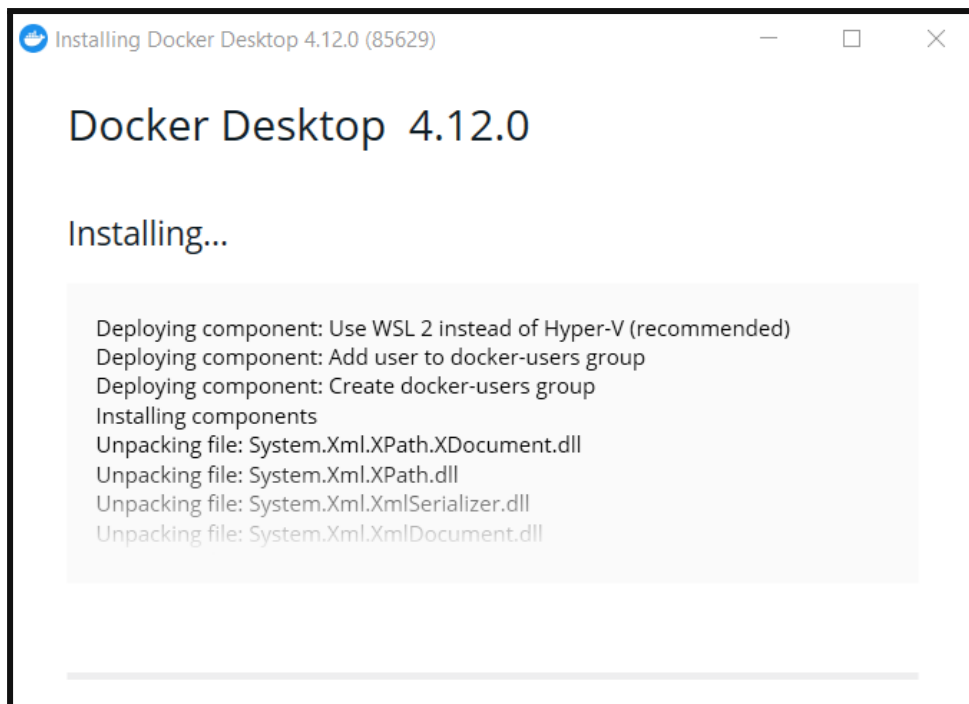 Installing Docker Desktop 4.12.0 (85629)
Docker Desktop 4.12.0
Installing...
Deploying component: Use WSL 2 instead of Hyper-V (recommended)
Deploying component: Add user to docker-users group
Deploying component: Create docker-users group
Installing components
Unpacking file: System.Xml.XPath.XDocument.dll
Unpacking file: System.Xml.XPath.dll
Unpacking file: System.Xml.XmlSerializer.dll
Unpacking file: System.Xml.XmlDocument.dll